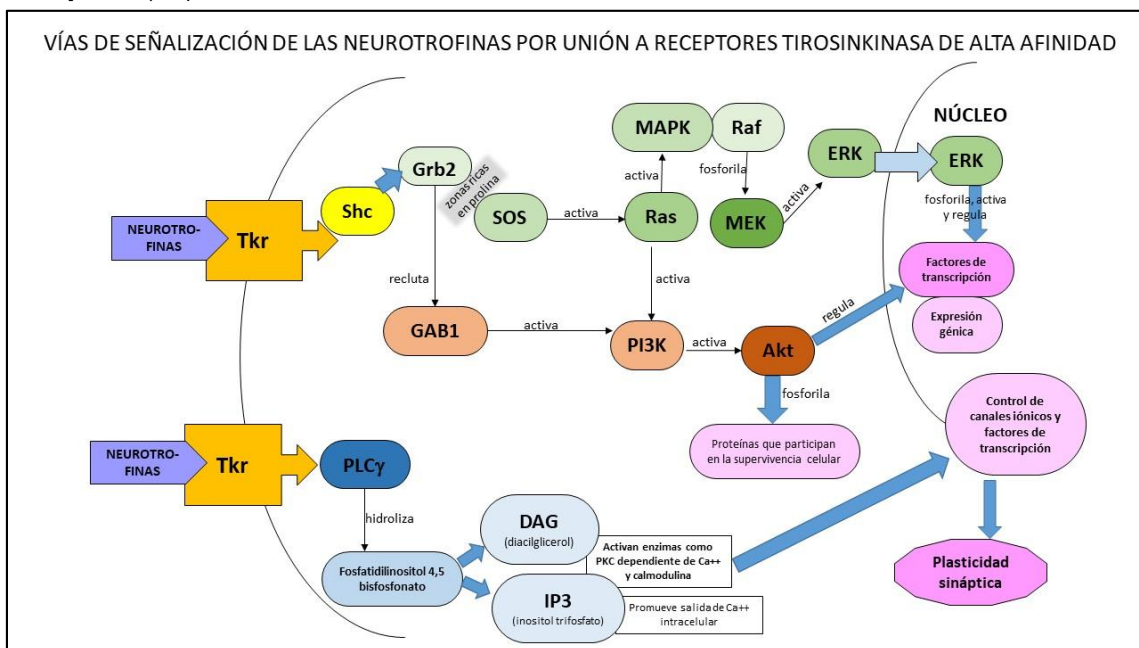 VÍAS DE SEÑALIZACIÓN DE LAS NEUROTROFINAS POR UNIÓN A RECEPTORES TIROSINKINASA DE ALTA AFINIDAD
NEUROTRO-
FINAS
Tkr
Shc
Grb2
zonas ricas
en prolina
SOS
activa
Ras
activa
MAPK
Raf
fosforila
MEK
activa
ERK
NÚCLEO
ERK
fosforila, activa
y regula
Factores de
transcripción
Expresión
génica
recluta
GAB1
activa
activa
PI3K
activa
Akt
regula
fosforila
Proteínas que participan
en la supervivencia celular
NEUROTRO-
FINAS
Tkr
PLCγ
hidroliza
Fosfatidilinositol 4,5
bisfosfonato
DAG
(diacilglicerol)
Activan enzimas como
PKC dependiente de Ca++
y calmodulina
IP3
(inositol trifosfato)
Promueve salida de Ca++
intracelular
Control de
canales iónicos y
factores de
transcripción
Plasticidad
sináptica